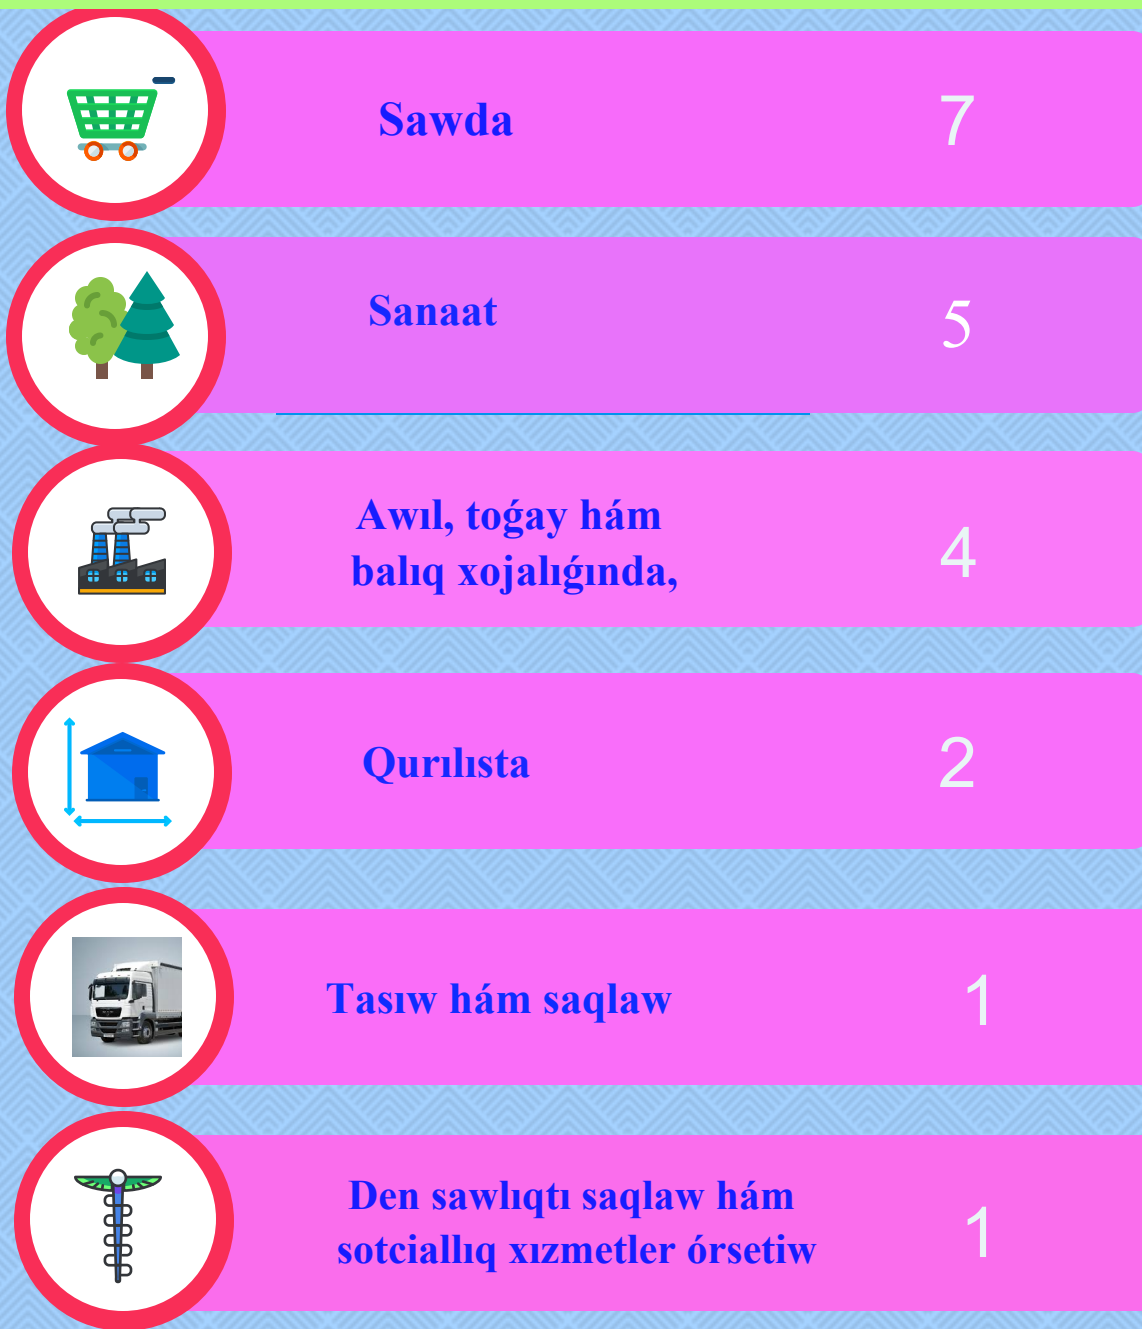 Sawda 7
Sanaat 5
Awıl, toǵay hám
balıq xojalıǵında, 4
Qurılısta 2
Tasıw hám saqlaw 1
Den sawlıqtı saqlaw hám
sotciallıq xızmetler órsetiw 1